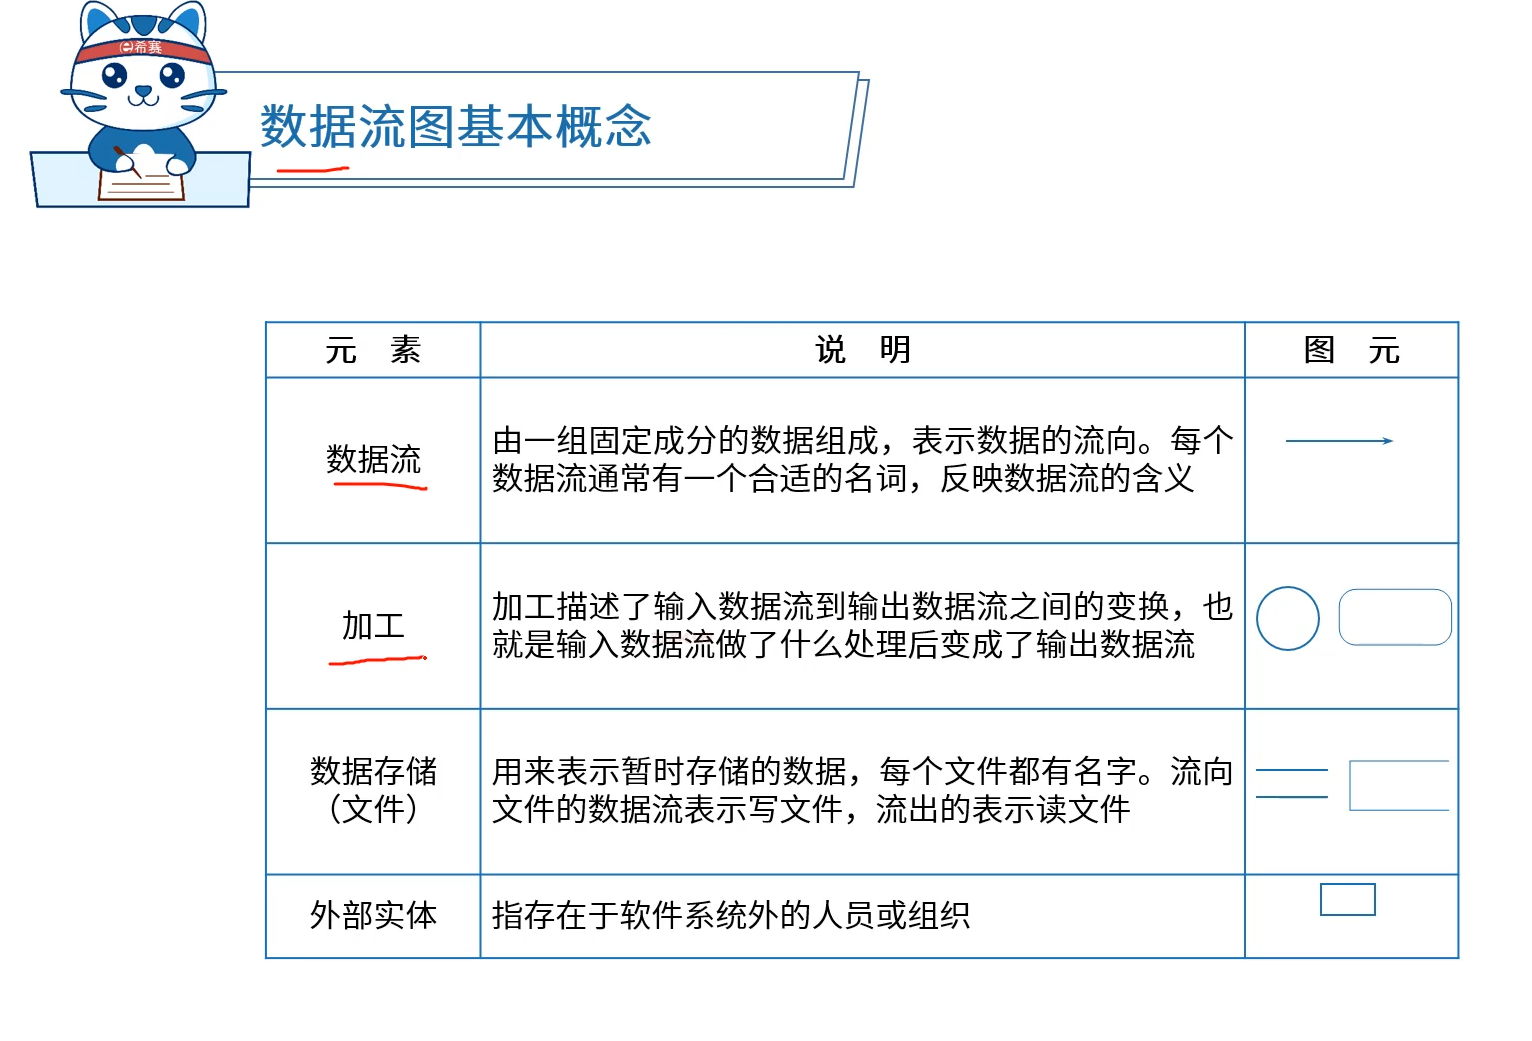 希赛
数据流图基本概念
元 素
说 明
图 元
数据流
由一组固定成分的数据组成，表示数据的流向。每个
数据流通常有一个合适的名词，反映数据流的含义
加工
加工描述了输入数据流到输出数据流之间的变换，也
就是输入数据流做了什么处理后变成了输出数据流
数据存储
（文件）
用来表示暂时存储的数据，每个文件都有名字。流向
文件的数据流表示写文件，流出的表示读文件
外部实体
指存在于软件系统外的人员或组织